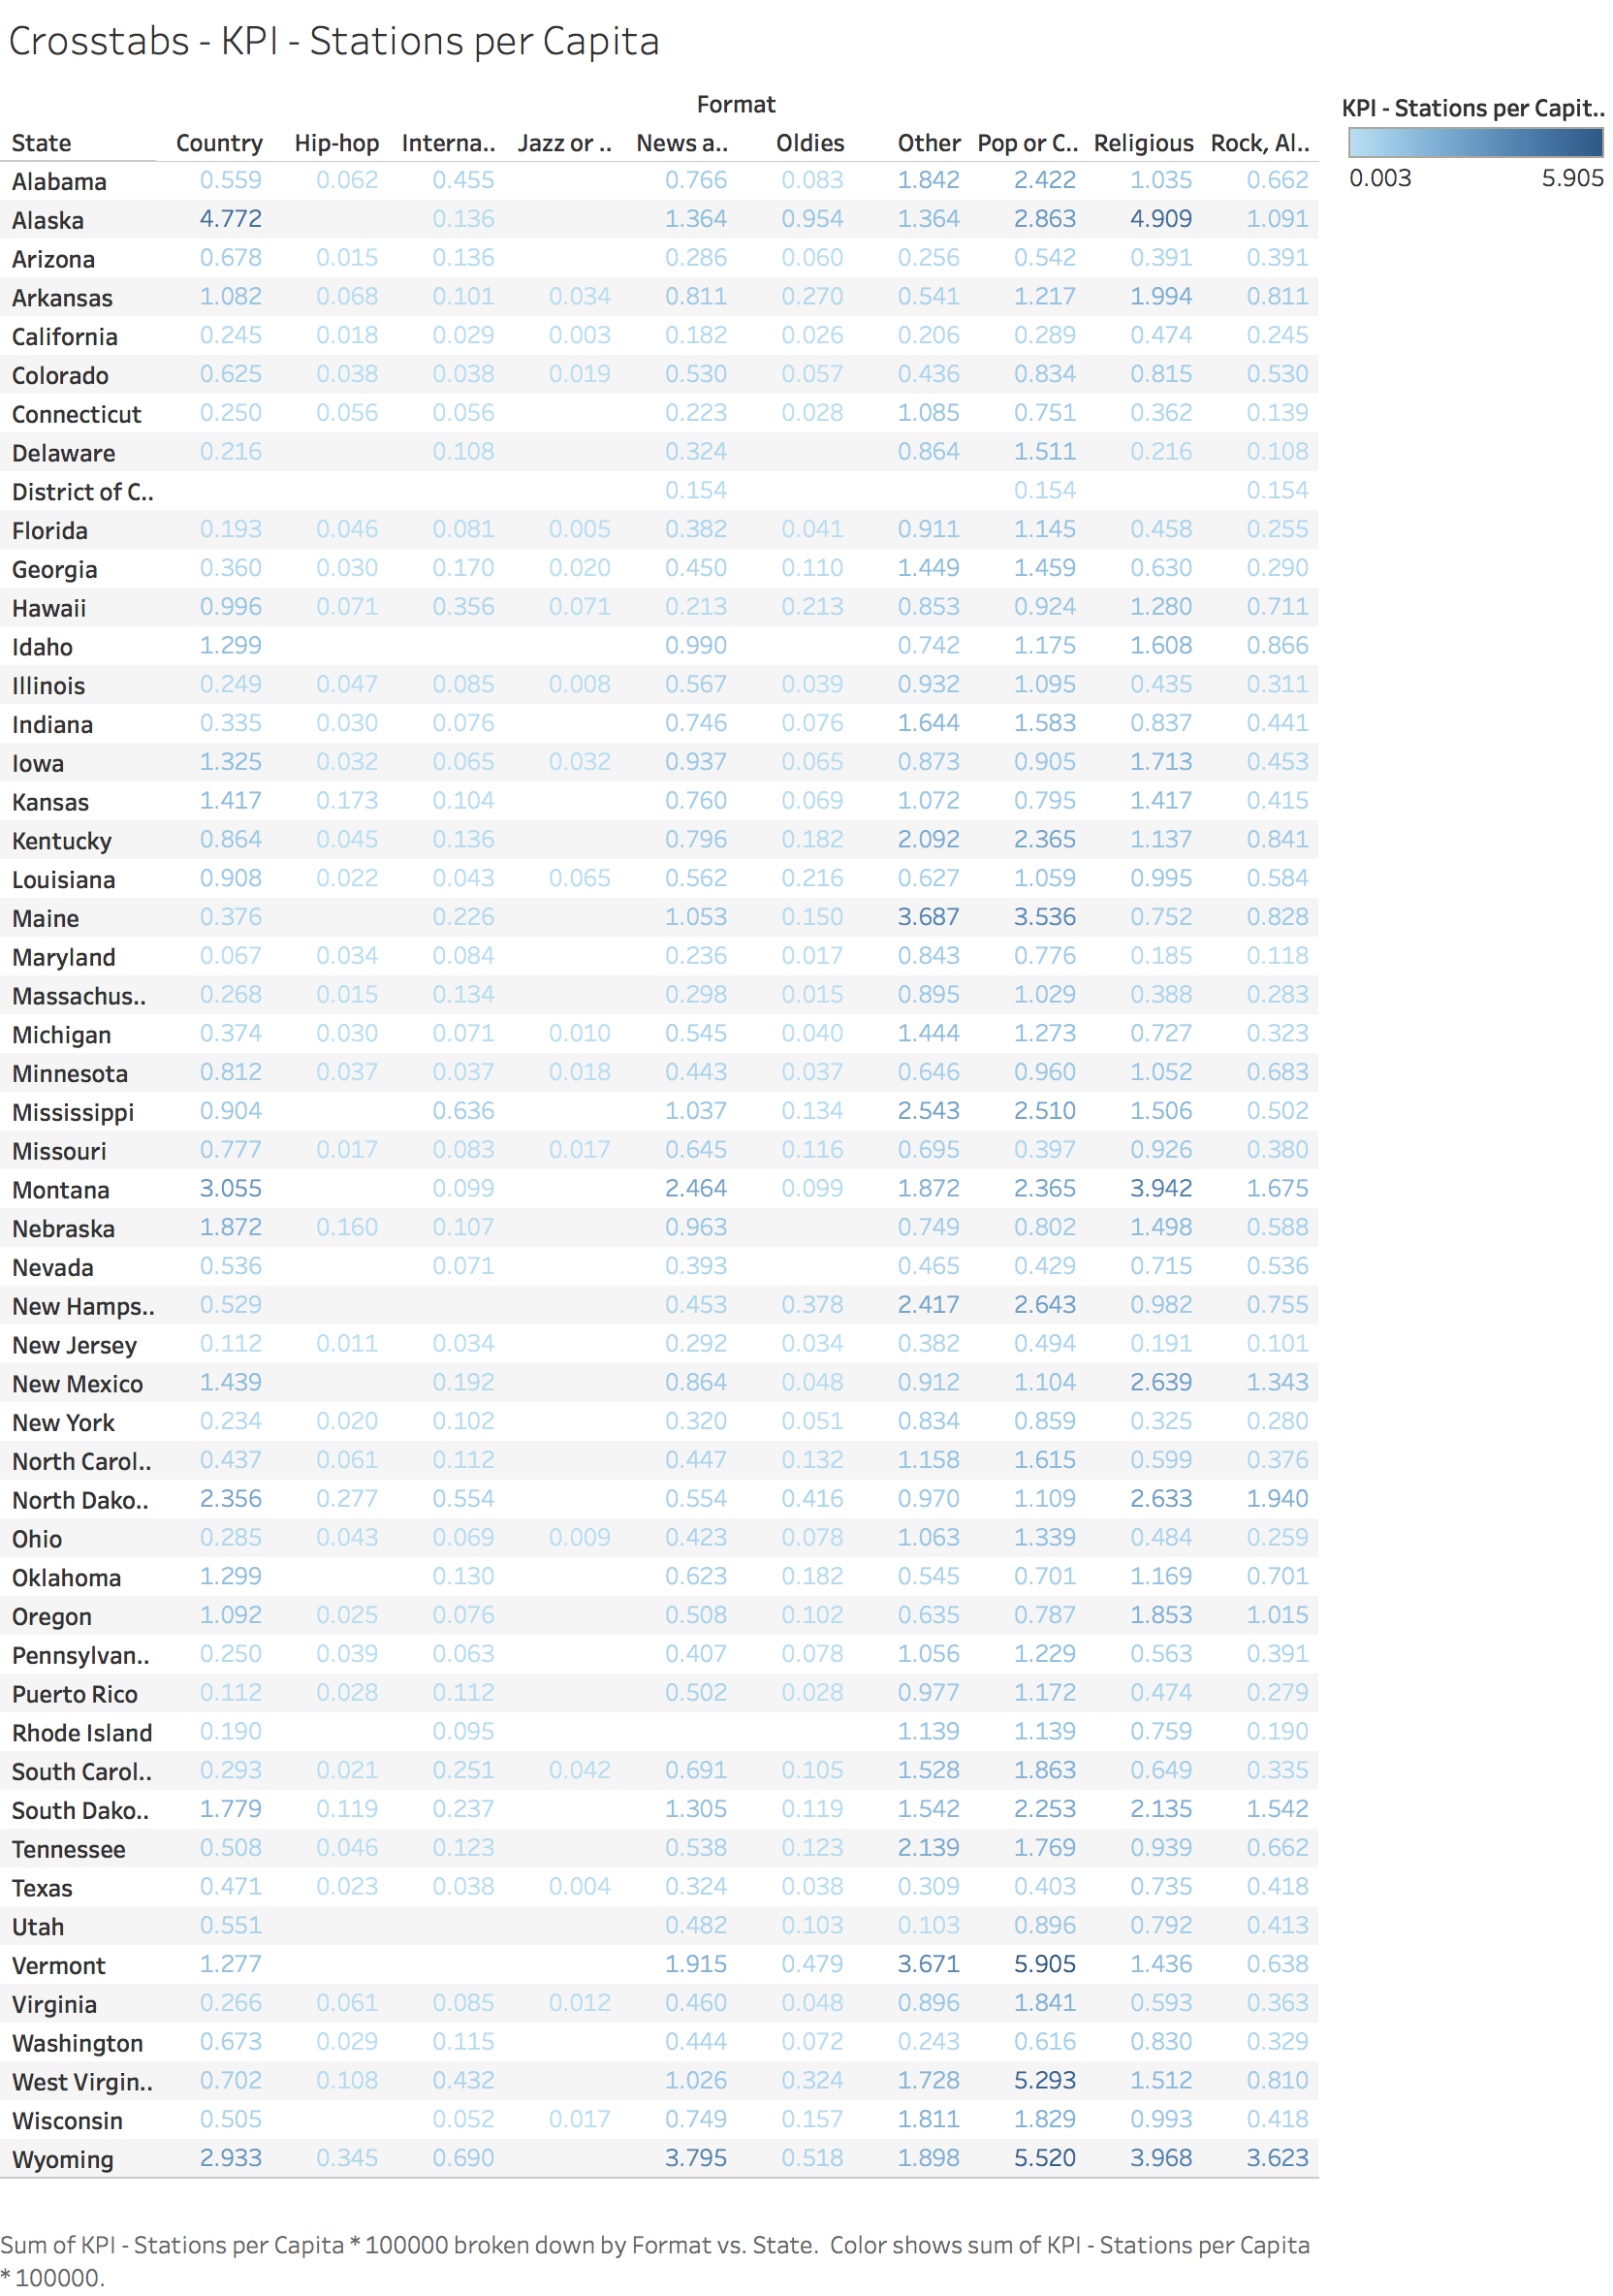 Crosstabs - KPI - Stations per Capita
Format
KPI - Stations per Capit..
State Country Hip-hop Interna.. Jazz or .. News a.. Oldies Other Pop or C.. Religious Rock, Al..
0.003 5.905
Alabama 0.559 0.062 0.455 0.766 0.083 1.842 2.422 1.035 0.662
Alaska 4.772 0.136 1.364 0.954 1.364 2.863 4.909 1.091
Arizona 0.678 0.015 0.136 0.286 0.060 0.256 0.542 0.391 0.391
Arkansas 1.082 0.068 0.101 0.034 0.811 0.270 0.541 1.217 1.994 0.811
California 0.245 0.018 0.029 0.003 0.182 0.026 0.206 0.289 0.474 0.245
Colorado 0.625 0.038 0.038 0.019 0.530 0.057 0.436 0.834 0.815 0.530
Connecticut 0.250 0.056 0.056 0.223 0.028 1.085 0.751 0.362 0.139
Delaware 0.216 0.108 0.324 0.864 1.511 0.216 0.108
District of C.. 0.154 0.154 0.154
Florida 0.193 0.046 0.081 0.005 0.382 0.041 0.911 1.145 0.458 0.255
Georgia 0.360 0.030 0.170 0.020 0.450 0.110 1.449 1.459 0.630 0.290
Hawaii 0.996 0.071 0.356 0.071 0.213 0.213 0.853 0.924 1.280 0.711
Idaho 1.299 0.990 0.742 1.175 1.608 0.866
Illinois 0.249 0.047 0.085 0.008 0.567 0.039 0.932 1.095 0.435 0.311
Indiana 0.335 0.030 0.076 0.746 0.076 1.644 1.583 0.837 0.441
Iowa 1.325 0.032 0.065 0.032 0.937 0.065 0.873 0.905 1.713 0.453
Kansas 1.417 0.173 0.104 0.760 0.069 1.072 0.795 1.417 0.415
Kentucky 0.864 0.045 0.136 0.796 0.182 2.092 2.365 1.137 0.841
Louisiana 0.908 0.022 0.043 0.065 0.562 0.216 0.627 1.059 0.995 0.584
Maine 0.376 0.226 1.053 0.150 3.687 3.536 0.752 0.828
Maryland 0.067 0.034 0.084 0.236 0.017 0.843 0.776 0.185 0.118
Massachus.. 0.268 0.015 0.134 0.298 0.015 0.895 1.029 0.388 0.283
Michigan 0.374 0.030 0.071 0.010 0.545 0.040 1.444 1.273 0.727 0.323
Minnesota 0.812 0.037 0.037 0.018 0.443 0.037 0.646 0.960 1.052 0.683
Mississippi 0.904 0.636 1.037 0.134 2.543 2.510 1.506 0.502
Missouri 0.777 0.017 0.083 0.017 0.645 0.116 0.695 0.397 0.926 0.380
Montana 3.055 0.099 2.464 0.099 1.872 2.365 3.942 1.675
Nebraska 1.872 0.160 0.107 0.963 0.749 0.802 1.498 0.588
Nevada 0.536 0.071 0.393 0.465 0.429 0.715 0.536
New Hamps.. 0.529 0.453 0.378 2.417 2.643 0.982 0.755
New Jersey 0.112 0.011 0.034 0.292 0.034 0.382 0.494 0.191 0.101
New Mexico 1.439 0.192 0.864 0.048 0.912 1.104 2.639 1.343
New York 0.234 0.020 0.102 0.320 0.051 0.834 0.859 0.325 0.280
North Carol.. 0.437 0.061 0.112 0.447 0.132 1.158 1.615 0.599 0.376
North Dako.. 2.356 0.277 0.554 0.554 0.416 0.970 1.109 2.633 1.940
Ohio 0.285 0.043 0.069 0.009 0.423 0.078 1.063 1.339 0.484 0.259
Oklahoma 1.299 0.130 0.623 0.182 0.545 0.701 1.169 0.701
Oregon 1.092 0.025 0.076 0.508 0.102 0.635 0.787 1.853 1.015
Pennsylvan.. 0.250 0.039 0.063 0.407 0.078 1.056 1.229 0.563 0.391
Puerto Rico 0.112 0.028 0.112 0.502 0.028 0.977 1.172 0.474 0.279
Rhode Island 0.190 0.095 1.139 1.139 0.759 0.190
South Carol.. 0.293 0.021 0.251 0.042 0.691 0.105 1.528 1.863 0.649 0.335
South Dako.. 1.779 0.119 0.237 1.305 0.119 1.542 2.253 2.135 1.542
Tennessee 0.508 0.046 0.123 0.538 0.123 2.139 1.769 0.939 0.662
Texas 0.471 0.023 0.038 0.004 0.324 0.038 0.309 0.403 0.735 0.418
Utah 0.551 0.482 0.103 0.103 0.896 0.792 0.413
Vermont 1.277 1.915 0.479 3.671 5.905 1.436 0.638
Virginia 0.266 0.061 0.085 0.012 0.460 0.048 0.896 1.841 0.593 0.363
Washington 0.673 0.029 0.115 0.444 0.072 0.243 0.616 0.830 0.329
West Virgin.. 0.702 0.108 0.432 1.026 0.324 1.728 5.293 1.512 0.810
Wisconsin 0.505 0.052 0.017 0.749 0.157 1.811 1.829 0.993 0.418
Wyoming 2.933 0.345 0.690 3.795 0.518 1.898 5.520 3.968 3.623
Sum of KPI - Stations per Capita * 100000 broken down by Format vs. State.  Color shows sum of KPI - Stations per Capita
* 100000.